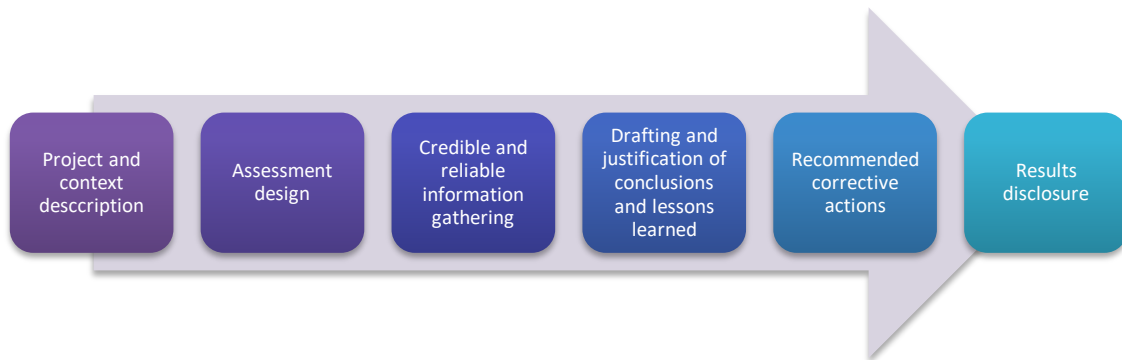 Project and
context
desccription
Assessment
design
Credible and
reliable
information
gathering
Drafting and
justification of
conclusions
and lessons
learned
Recommended
corrective
actions
Results
disclosure